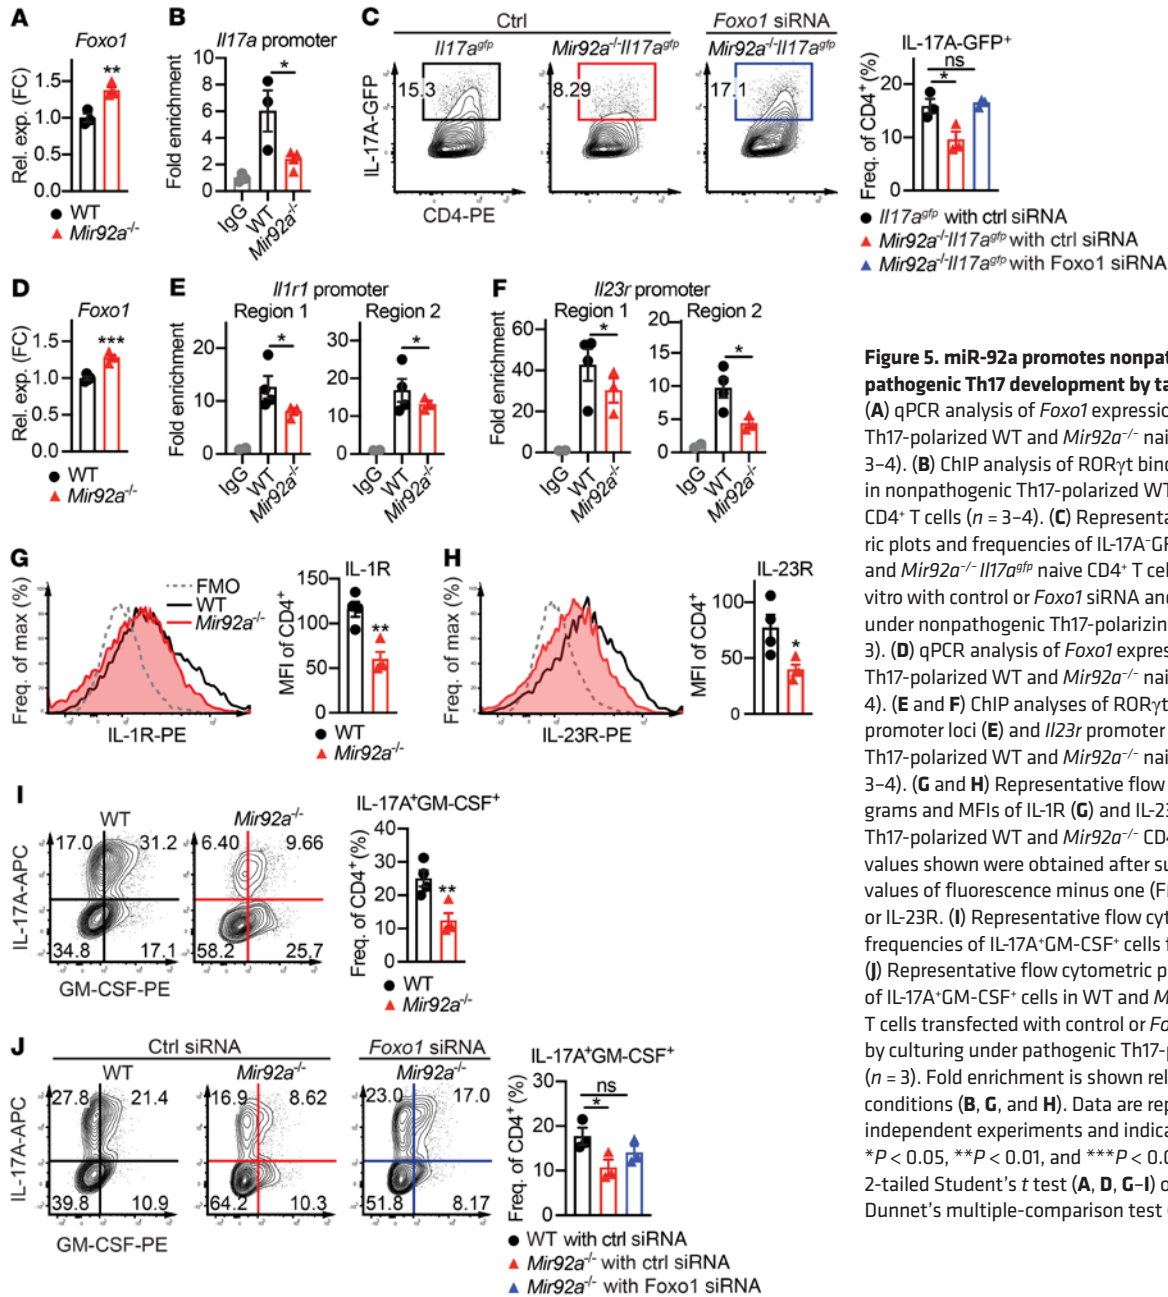 A
Foxo1
Rel. exp. (FC)
1.5
1.0
0.5
0.0
**
WT
Mir92a-/-
B
Il17a promoter
Fold enrichment
10
8
6
4
2
0
*
IgG
WT
Mir92a-/-
C
Ctrl
Foxo1 siRNA
Il17agfp
Mir92a-/-Il17agfp
Mir92a-/-Il17agfp
15.3
8.29
17.1
IL-17A-GFP
CD4-PE
IL-17A-GFP+
Freq. of CD4+ (%)
20
10
0
ns
*
Il17agfp with ctrl siRNA
Mir92a-/-Il17agfp with ctrl siRNA
Mir92a-/-Il17agfp with Foxo1 siRNA
D
Foxo1
Rel. exp. (FC)
1.5
1.0
0.5
0.0
***
WT
Mir92a-/-
E
Il1r1 promoter
Region 1
Region 2
Fold enrichment
20
10
0
*
30
20
10
0
*
IgG
WT
Mir92a-/-
IgG
WT
Mir92a-/-
F
Il23r promoter
Region 1
Region 2
Fold enrichment
60
40
20
0
*
20
15
10
5
0
*
IgG
WT
Mir92a-/-
IgG
WT
Mir92a-/-
G
Freq. of max (%)
FMO
WT
Mir92a-/-
IL-1R-PE
IL-1R
MFI of CD4+
150
100
50
0
**
WT
Mir92a-/-
H
Freq. of max (%)
IL-23R-PE
IL-23R
MFI of CD4+
100
50
0
*
I
WT
Mir92a-/-
17.0 31.2
6.40 9.66
34.8 17.1
58.2 25.7
IL-17A-APC
GM-CSF-PE
IL-17A+GM-CSF+
Freq. of CD4+ (%)
40
30
20
10
0
**
WT
Mir92a-/-
J
Ctrl siRNA
Foxo1 siRNA
WT
Mir92a-/-
Mir92a-/-
27.8 21.4
16.9 8.62
23.0 17.0
39.8 10.9
64.2 10.3
51.8 8.17
IL-17A-APC
GM-CSF-PE
IL-17A+GM-CSF+
Freq. of CD4+ (%)
30
20
10
0
ns
*
WT with ctrl siRNA
Mir92a-/- with ctrl siRNA
Mir92a-/- with Foxo1 siRNA
Figure 5. miR-92a promotes nonpat
pathogenic Th17 development by ta
(A) qPCR analysis of Foxo1 expressio
Th17-polarized WT and Mir92a−/− nai
3–4). (B) ChIP analysis of RORγt bind
in nonpathogenic Th17-polarized WT
CD4+ T cells (n = 3–4). (C) Representa
ric plots and frequencies of IL-17A-GF
and Mir92a−/− Il17agfp naive CD4+ T cel
vitro with control or Foxo1 siRNA and
under nonpathogenic Th17-polarizing
3). (D) qPCR analysis of Foxo1 expres
Th17-polarized WT and Mir92a−/− nai
4). (E and F) ChIP analyses of RORγt
promoter loci (E) and Il23r promoter
Th17-polarized WT and Mir92a−/− nai
3–4). (G and H) Representative flow
grams and MFIs of IL-1R (G) and IL-23
Th17-polarized WT and Mir92a−/− CD4
values shown were obtained after su
values of fluorescence minus one (FI
or IL-23R. (I) Representative flow cyt
frequencies of IL-17A+GM-CSF+ cells f
(J) Representative flow cytometric p
of IL-17A+GM-CSF+ cells in WT and M
T cells transfected with control or Fo
by culturing under pathogenic Th17-p
(n = 3). Fold enrichment is shown rel
conditions (B, G, and H). Data are rep
independent experiments and indica
*P < 0.05, **P < 0.01, and ***P < 0.0
2-tailed Student's t test (A, D, G–I) o
Dunnet's multiple-comparison test (